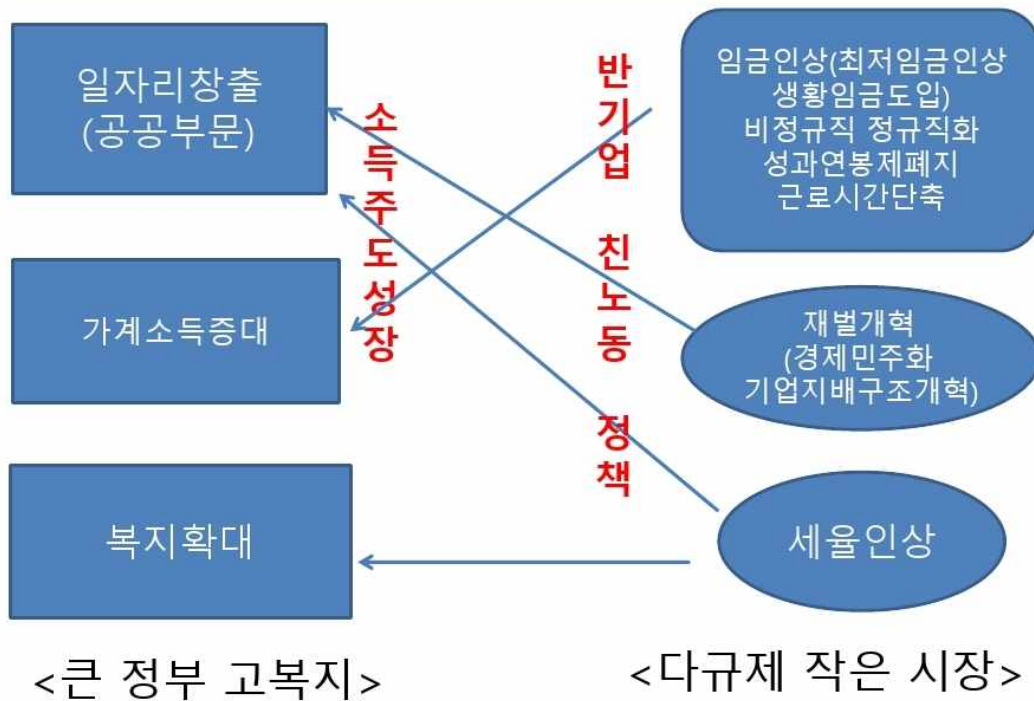 일자리창출
(공공부문)
가계소득증대
복지확대
<큰 정부 고복지>
소득주도성장
반기업 친노동 정책
임금인상(최저임금인상
생황임금도입)
비정규직 정규직화
성과연봉제폐지
근로시간단축
재벌개혁
(경제민주화
기업지배구조개혁)
세율인상
<다규제 작은 시장>